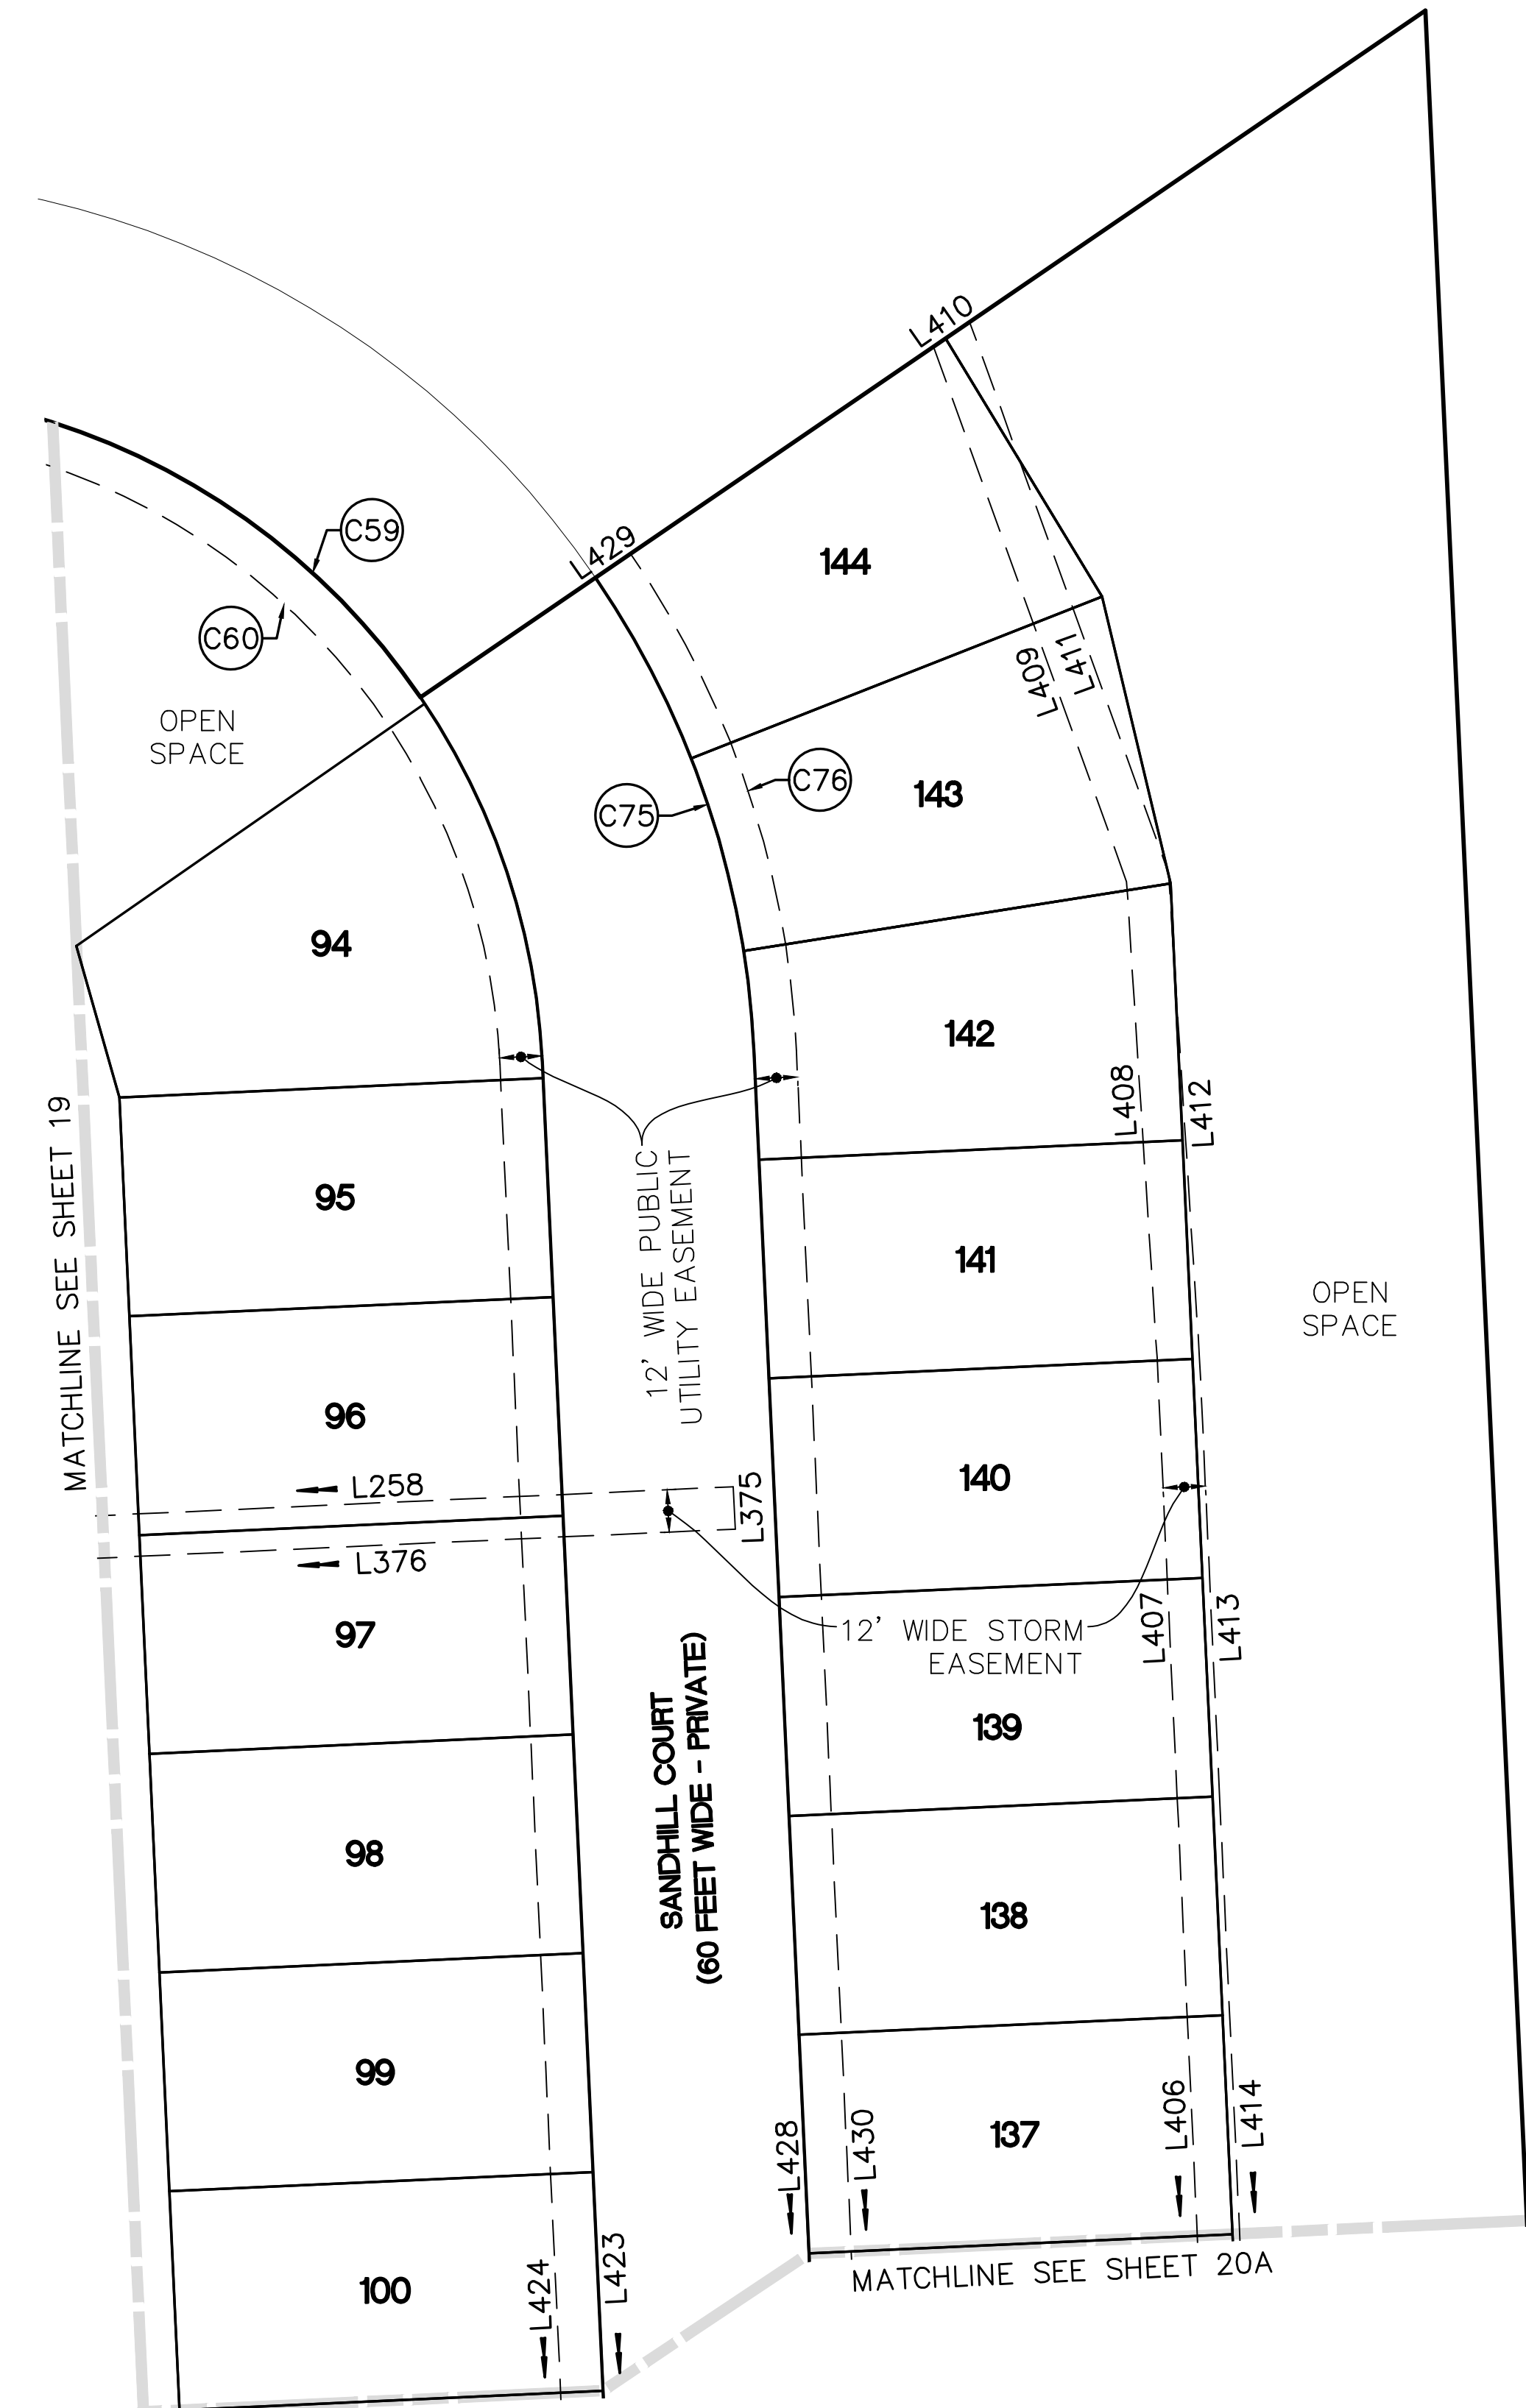 L410
L429
C59
144
C60
L409
L411
OPEN
SPACE
C76
143
C75
94
142
L408
L412
MATCHLINE SEE SHEET 19
12' WIDE PUBLIC
UTILITY EASEMENT
95
141
OPEN
SPACE
96
140
L258
L375
L376
97
12' WIDE STORM
EASEMENT
L407
L413
SANDHILL COURT
(60 FEET WIDE - PRIVATE)
139
98
138
99
137
L428
L430
L406
L414
100
L424
L423
MATCHLINE SEE SHEET 20A